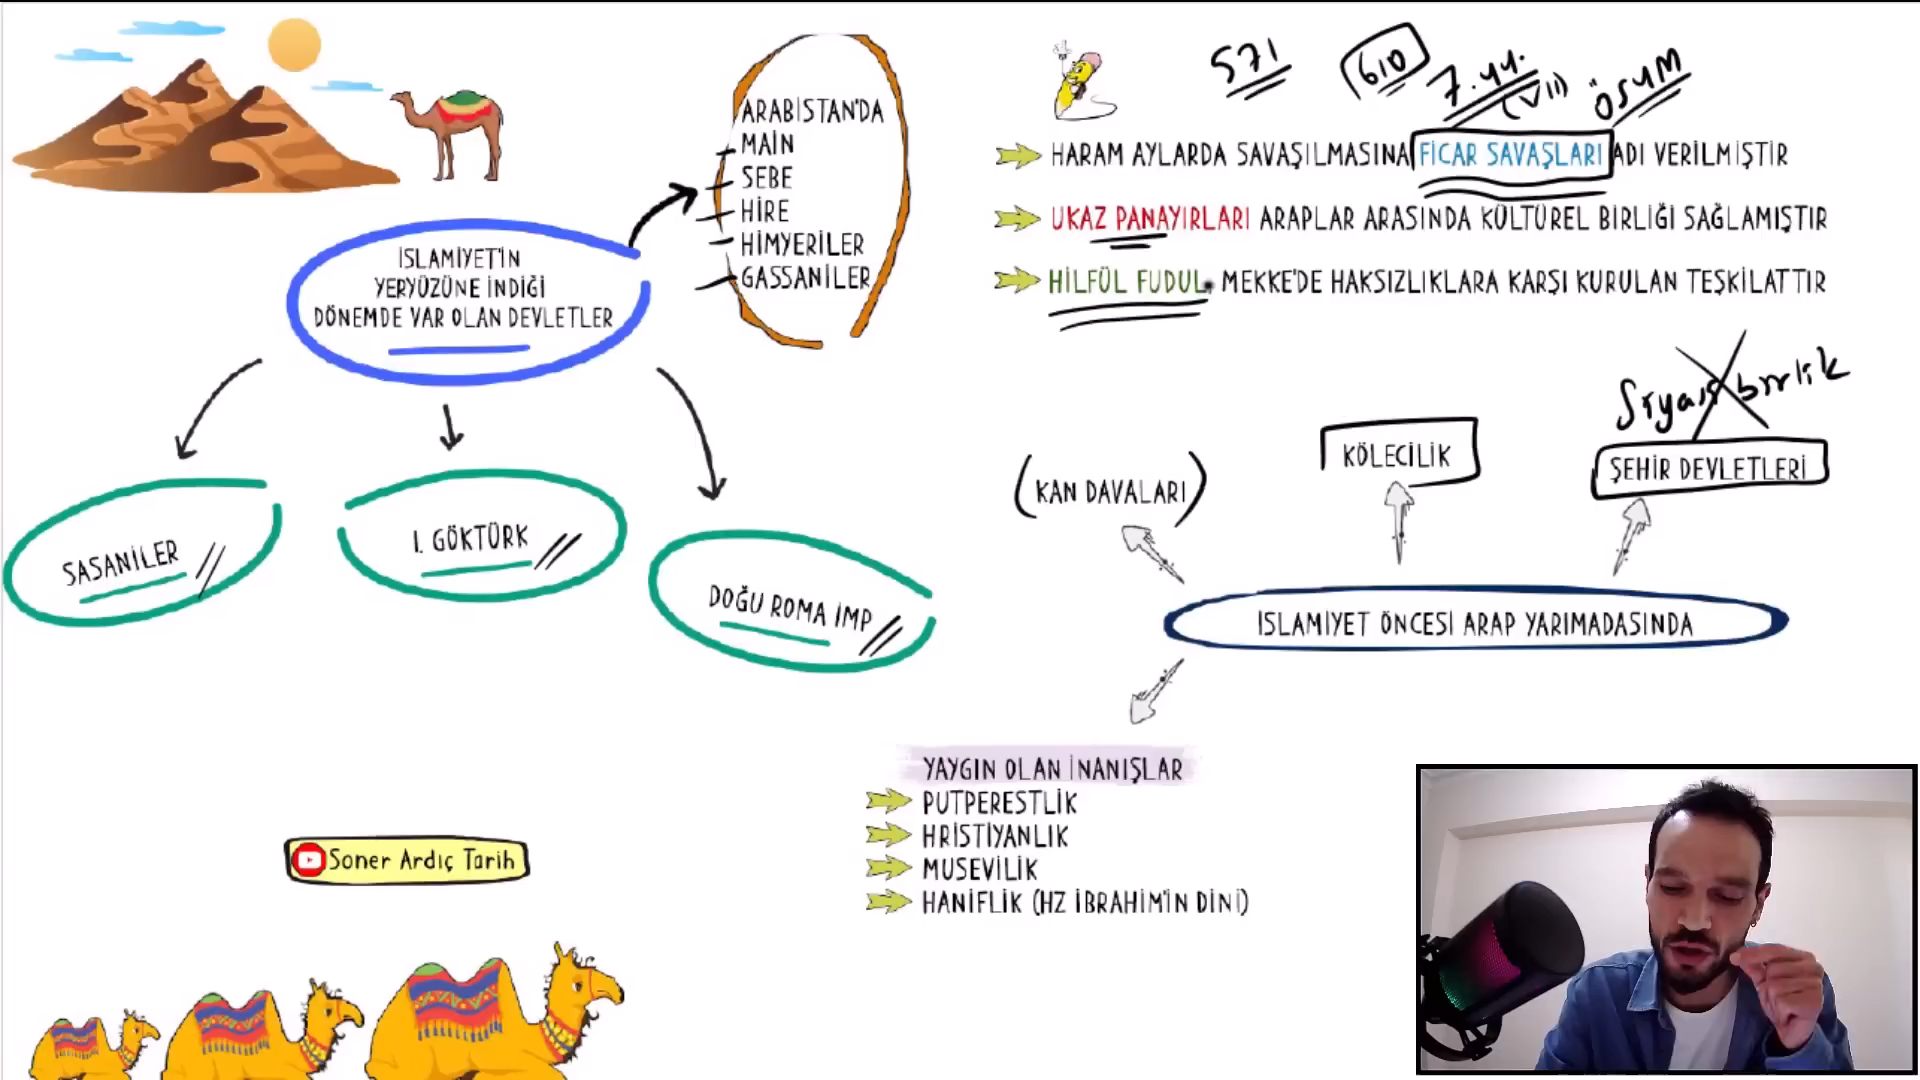 ARABİSTAN'DA
MAİN
SEBE
HİRE
HİMYERİLER
GASSANİLER
İSLAMİYET'İN
YERYÜZÜNE İNDİĞİ
DÖNEMDE VAR OLAN DEVLETLER
SASANİLER
I. GÖKTÜRK
DOĞU ROMA IMP
571
610
7.yy.
(VII)
ÖSYM
HARAM AYLARDA SAVAŞILMASINA FİCAR SAVAŞLARI ADI VERİLMİŞTİR
UKAZ PANAYIRLARI ARAPLAR ARASINDA KÜLTÜREL BİRLİĞİ SAĞLAMIŞTIR
HİLFÜL FUDUL MEKKE'DE HAKSIZLIKLARA KARŞI KURULAN TEŞKİLATTIR
Siyasi birlik
(KAN DAVALARI)
KÖLECİLİK
ŞEHİR DEVLETLERİ
İSLAMİYET ÖNCESİ ARAP YARIMADASINDA
YAYGIN OLAN İNANIŞLAR
PUTPERESTLİK
HRİSTİYANLIK
MUSEVİLİK
HANİFLİK (HZ İBRAHİM'İN DİNİ)
Soner Ardıç Tarih